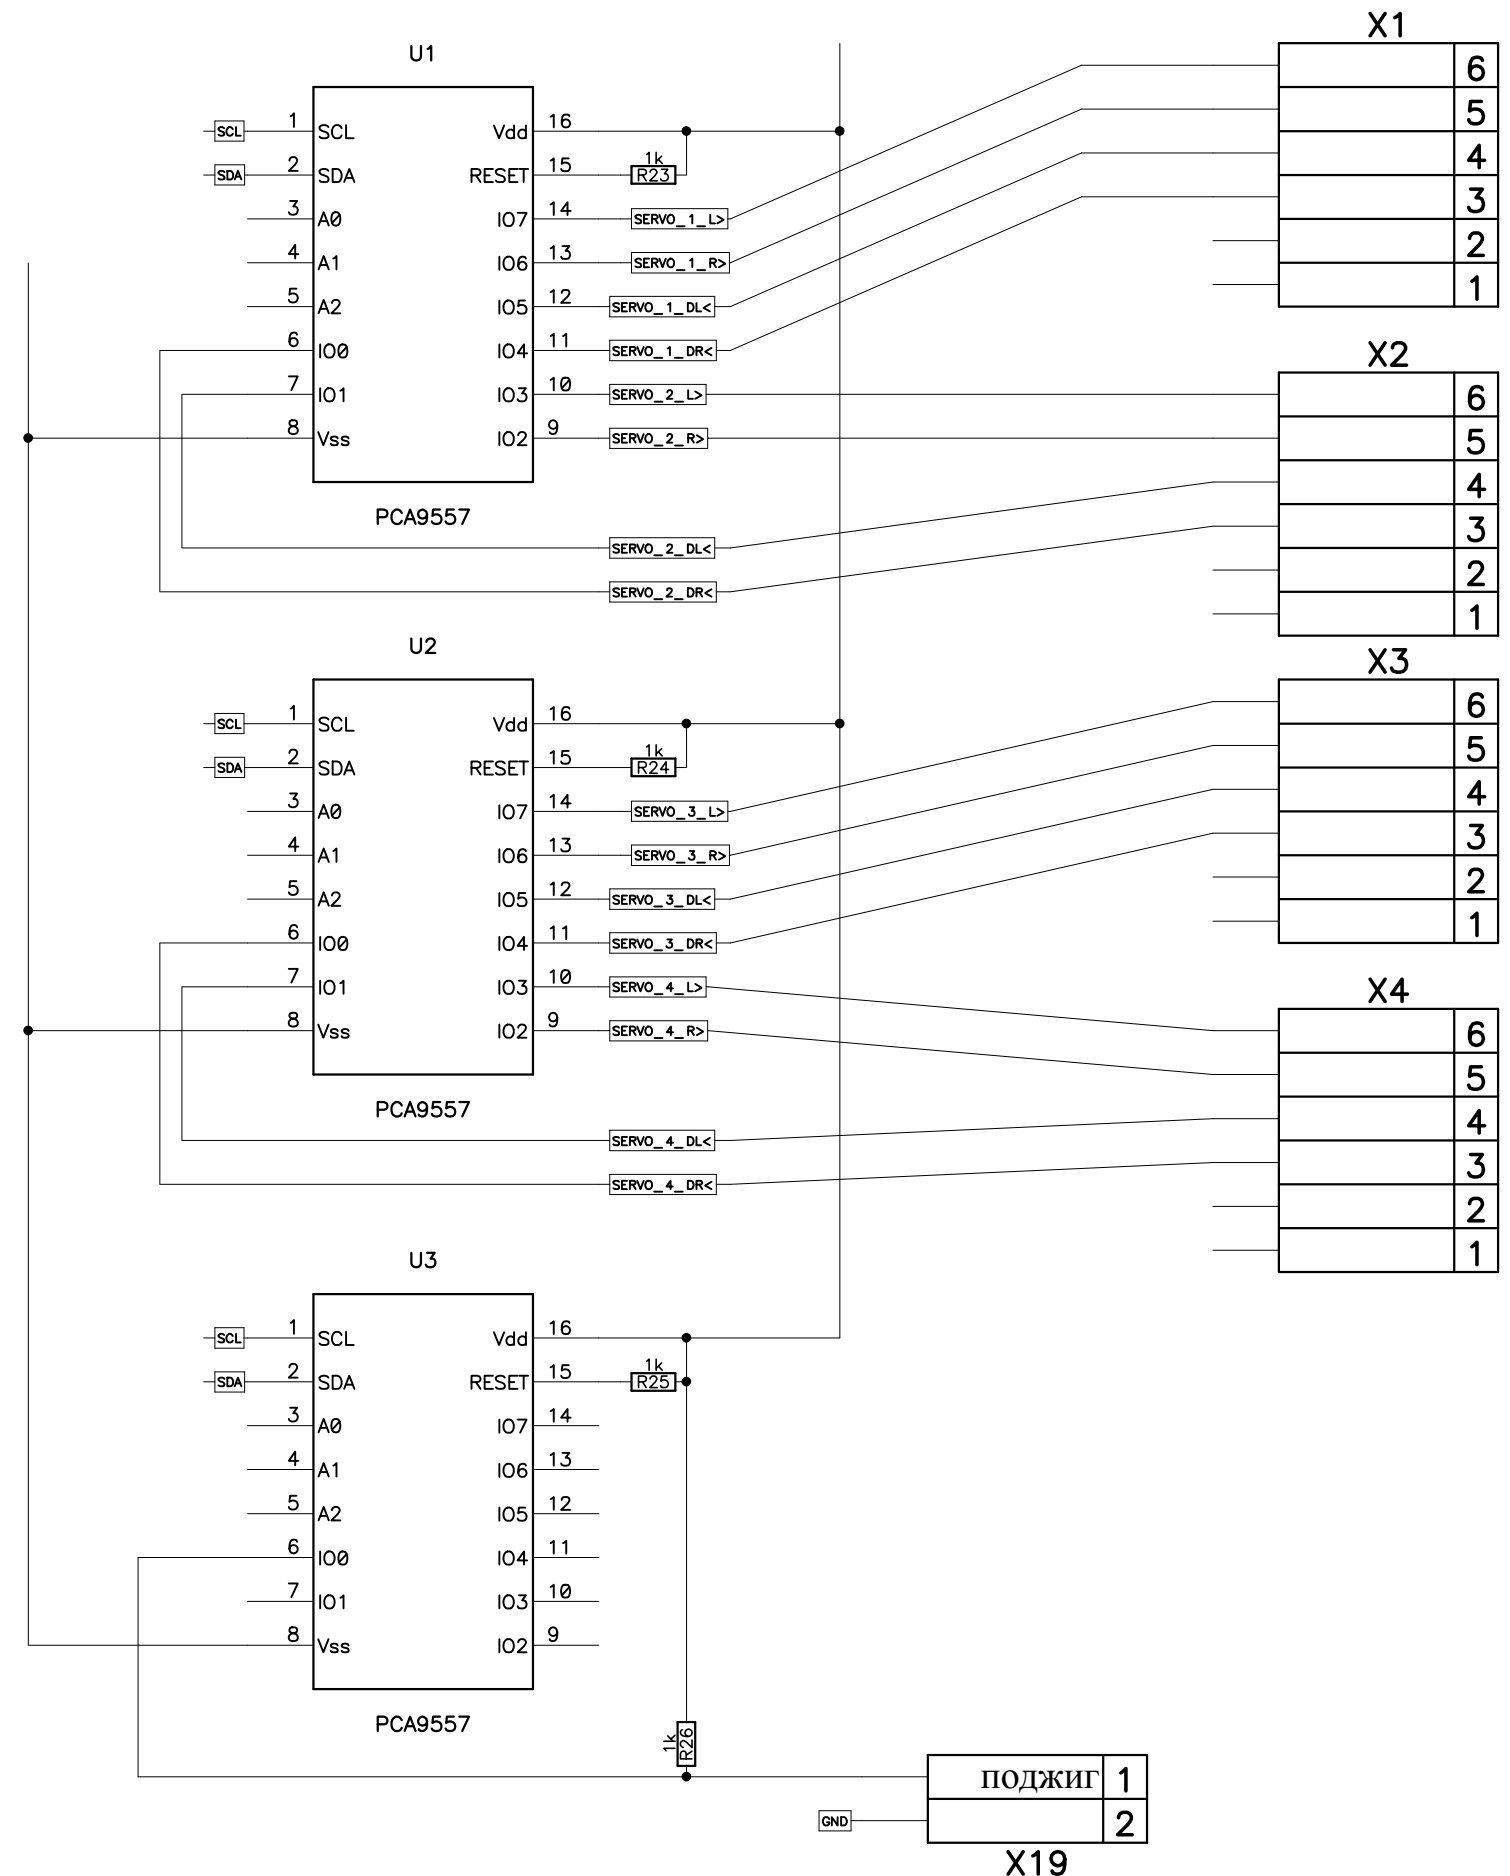 U1
1 SCL
SCL
2 SDA
SDA
3 A0
4 A1
5 A2
6 IO0
7 IO1
8 Vss
Vdd 16
RESET 15
1k
R23
IO7 14 SERVO_1_L>
IO6 13 SERVO_1_R>
IO5 12 SERVO_1_DL<
IO4 11 SERVO_1_DR<
IO3 10 SERVO_2_L>
IO2 9 SERVO_2_R>
PCA9557
SERVO_2_DL<
SERVO_2_DR<
X1
6
5
4
3
2
1
X2
6
5
4
3
2
1
U2
SCL 1 SCL
SDA 2 SDA
3 A0
4 A1
5 A2
6 IO0
7 IO1
8 Vss
Vdd 16
RESET 15
1k
R24
IO7 14 SERVO_3_L>
IO6 13 SERVO_3_R>
IO5 12 SERVO_3_DL<
IO4 11 SERVO_3_DR<
IO3 10 SERVO_4_L>
IO2 9 SERVO_4_R>
PCA9557
SERVO_4_DL<
SERVO_4_DR<
X3
6
5
4
3
2
1
X4
6
5
4
3
2
1
U3
SCL 1 SCL
SDA 2 SDA
3 A0
4 A1
5 A2
6 IO0
7 IO1
8 Vss
Vdd 16
RESET 15
1k
R25
IO7 14
IO6 13
IO5 12
IO4 11
IO3 10
IO2 9
PCA9557
1k
R26
поджиг 1
GND 2
X19